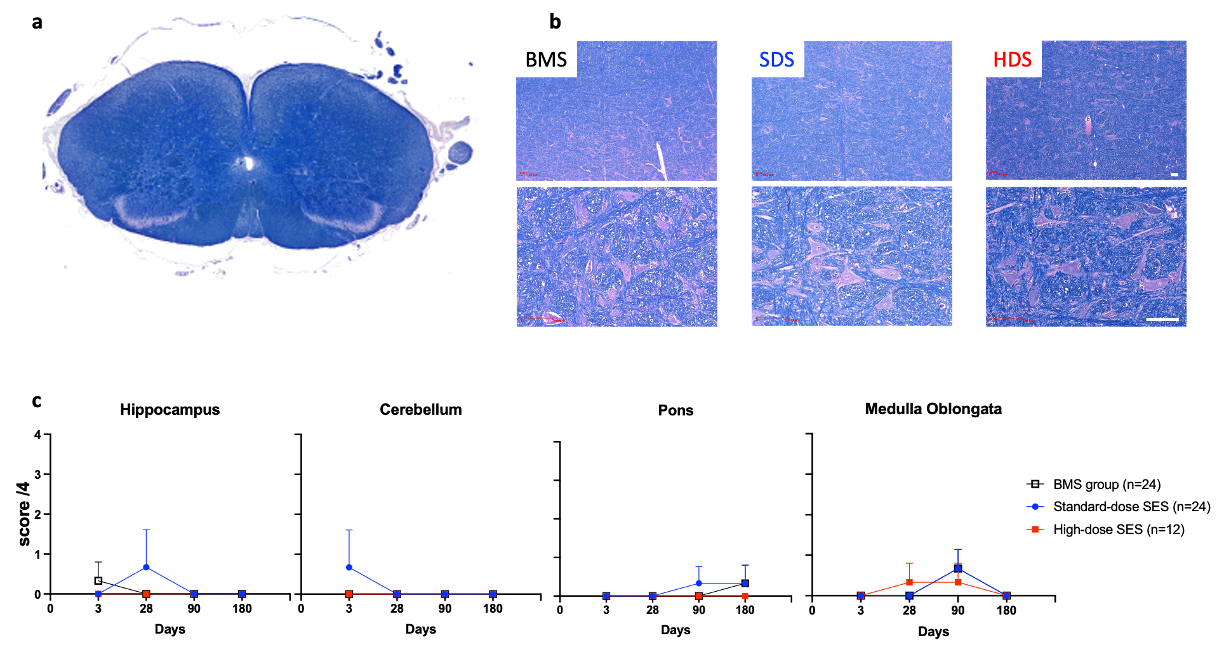 a
b
BMS
SDS
HDS
c
Hippocampus
Cerebellum
Pons
Medulla Oblongata
score /4
4
3
2
1
0
0 3 28 90 180
0 3 28 90 180
0 3 28 90 180
0 3 28 90 180
Days
Days
Days
Days
BMS group (n=24)
Standard-dose SES (n=24)
High-dose SES (n=12)